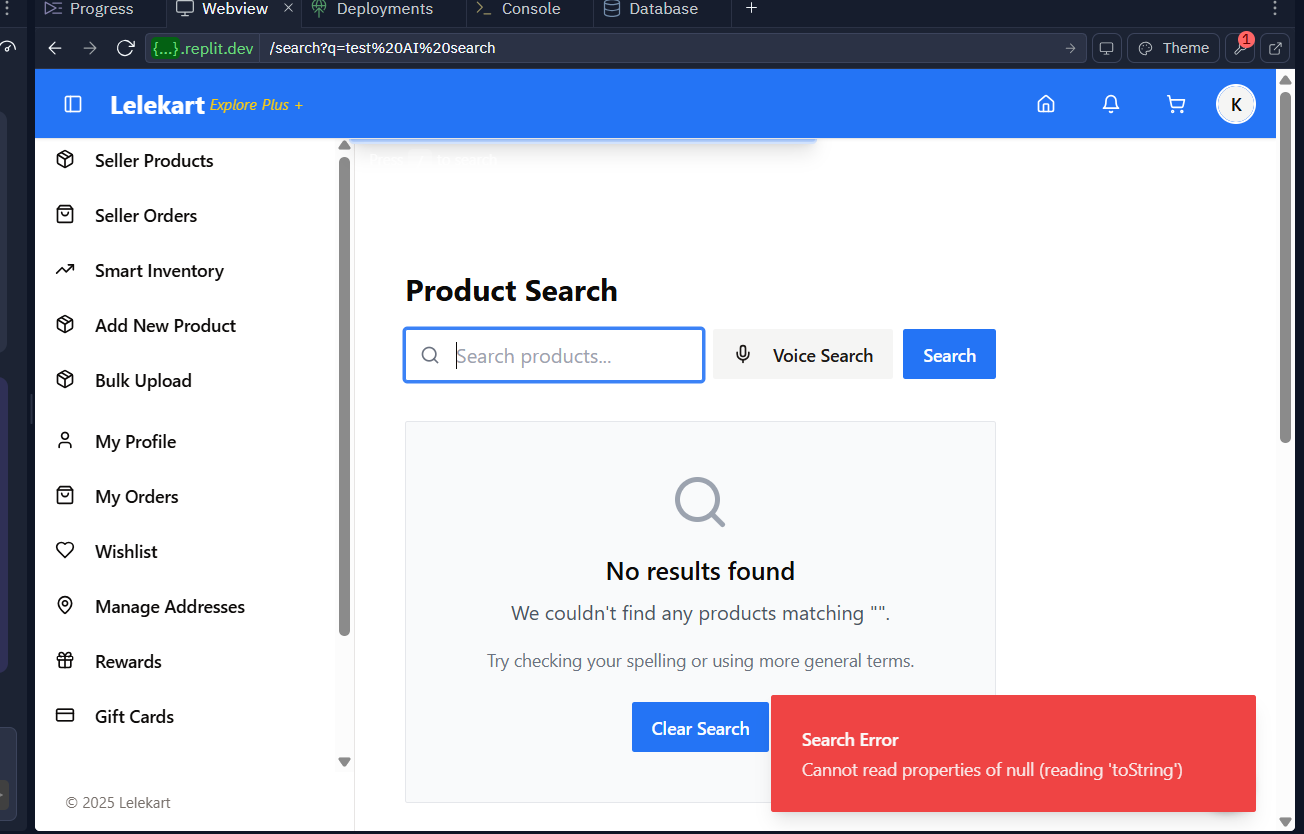 Progress
Webview
Deployments
Console
Database
{...}.replit.dev
/search?q=test%20AI%20search
Theme
1
Lelekart Explore Plus +
K
Seller Products
Seller Orders
Smart Inventory
Add New Product
Bulk Upload
My Profile
My Orders
Wishlist
Manage Addresses
Rewards
Gift Cards
© 2025 Lelekart
Product Search
Search products...
Voice Search
Search
No results found
We couldn't find any products matching "".
Try checking your spelling or using more general terms.
Clear Search
Search Error
Cannot read properties of null (reading 'toString')